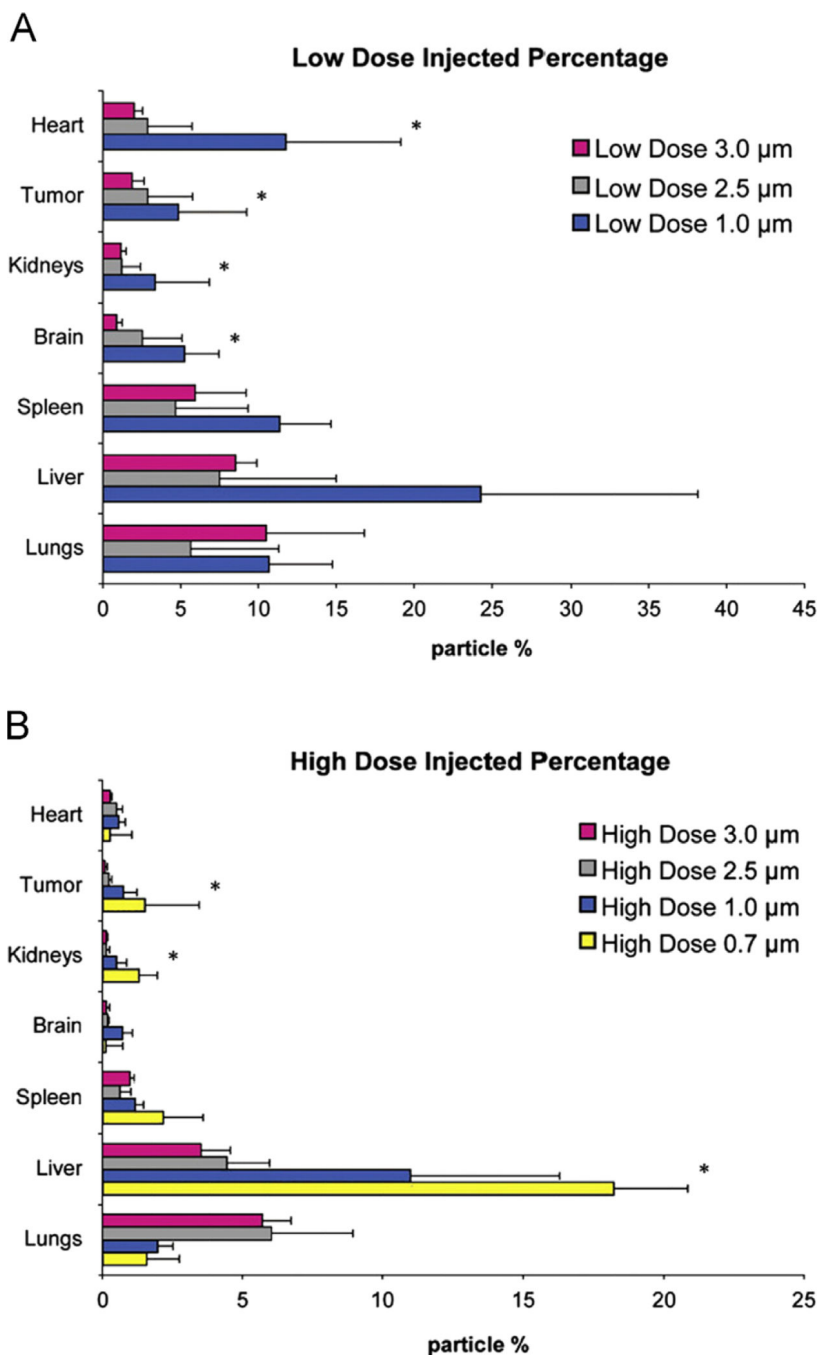 A
Low Dose Injected Percentage
Heart
*
Low Dose 3.0 µm
Tumor
*
Low Dose 2.5 µm
Low Dose 1.0 µm
Kidneys
*
Brain
*
Spleen
Liver
Lungs
0 5 10 15 20 25 30 35 40 45
particle %
B
High Dose Injected Percentage
Heart
High Dose 3.0 µm
High Dose 2.5 µm
Tumor
*
High Dose 1.0 µm
Kidneys
*
High Dose 0.7 µm
Brain
Spleen
Liver
*
Lungs
0 5 10 15 20 25
particle %